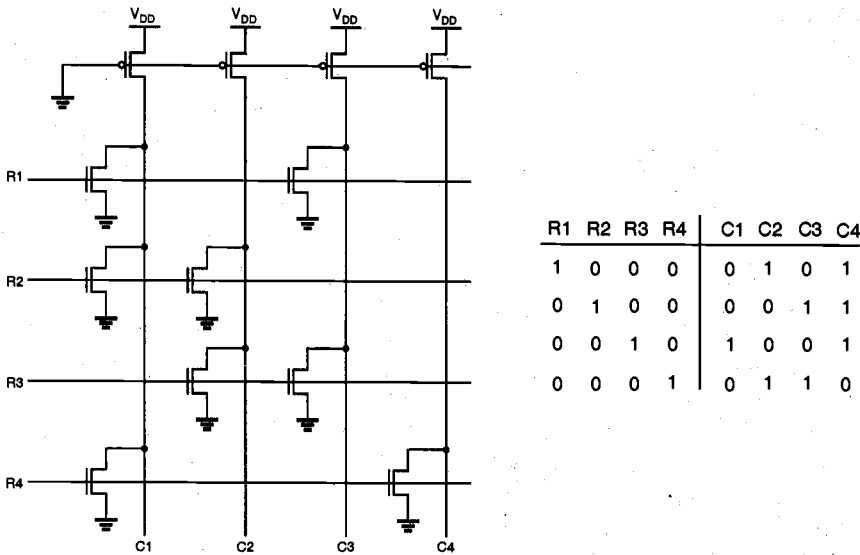 VDD VDD VDD VDD
R1
R2
R3
R4
C1 C2 C3 C4
R1 R2 R3 R4 C1 C2 C3 C4
1 0 0 0 0 1 0 1
0 1 0 0 0 0 1 1
0 0 1 0 1 0 0 1
0 0 0 1 0 1 1 0